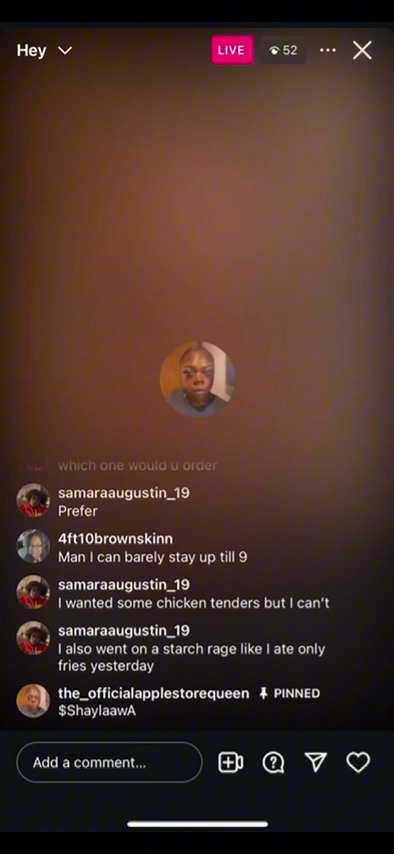 Hey
LIVE
52
which one would u order
samaraaugustin_19
Prefer
4ft10brownskinn
Man I can barely stay up till 9
samaraaugustin_19
I wanted some chicken tenders but I can't
samaraaugustin_19
I also went on a starch rage like I ate only
fries yesterday
the_officialapplestorequeen PINNED
$ShaylaawA
Add a comment...